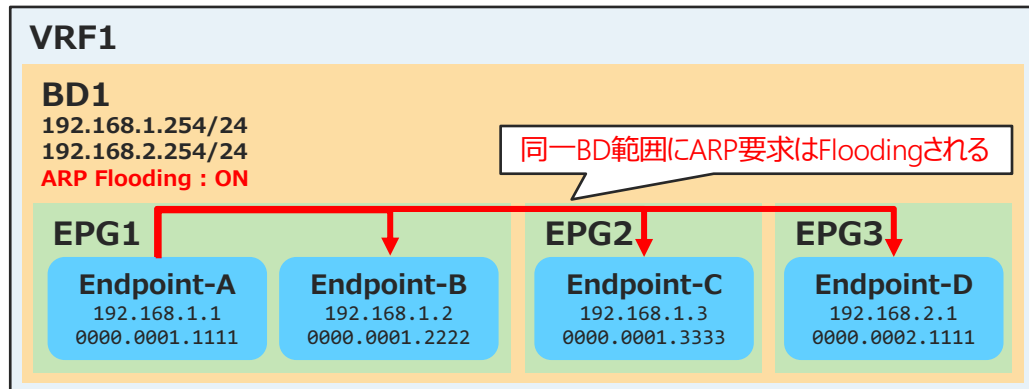 VRF1
BD1
192.168.1.254/24
192.168.2.254/24
ARP Flooding : ON
同一BD範囲にARP要求はFloodingされる
EPG1
EPG2
EPG3
Endpoint-A
192.168.1.1
0000.0001.1111
Endpoint-B
192.168.1.2
0000.0001.2222
Endpoint-C
192.168.1.3
0000.0001.3333
Endpoint-D
192.168.2.1
0000.0002.1111